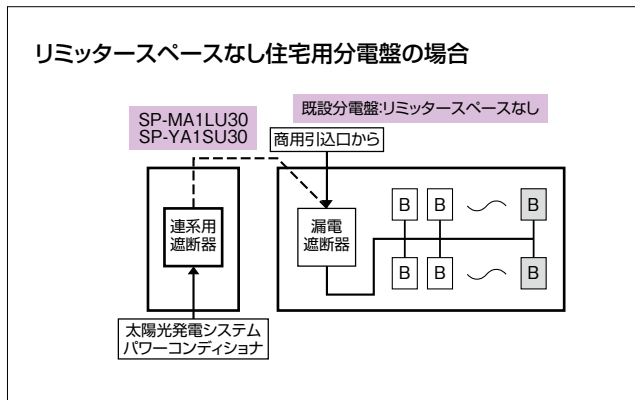 リミッタースペースなし住宅用分電盤の場合
SP-MA1LU30
SP-YA1SU30
既設分電盤:リミッタースペースなし
商用引込口から
連系用
遮断器
漏電
遮断器
B B B
B B B
太陽光発電システム
パワーコンディショナ